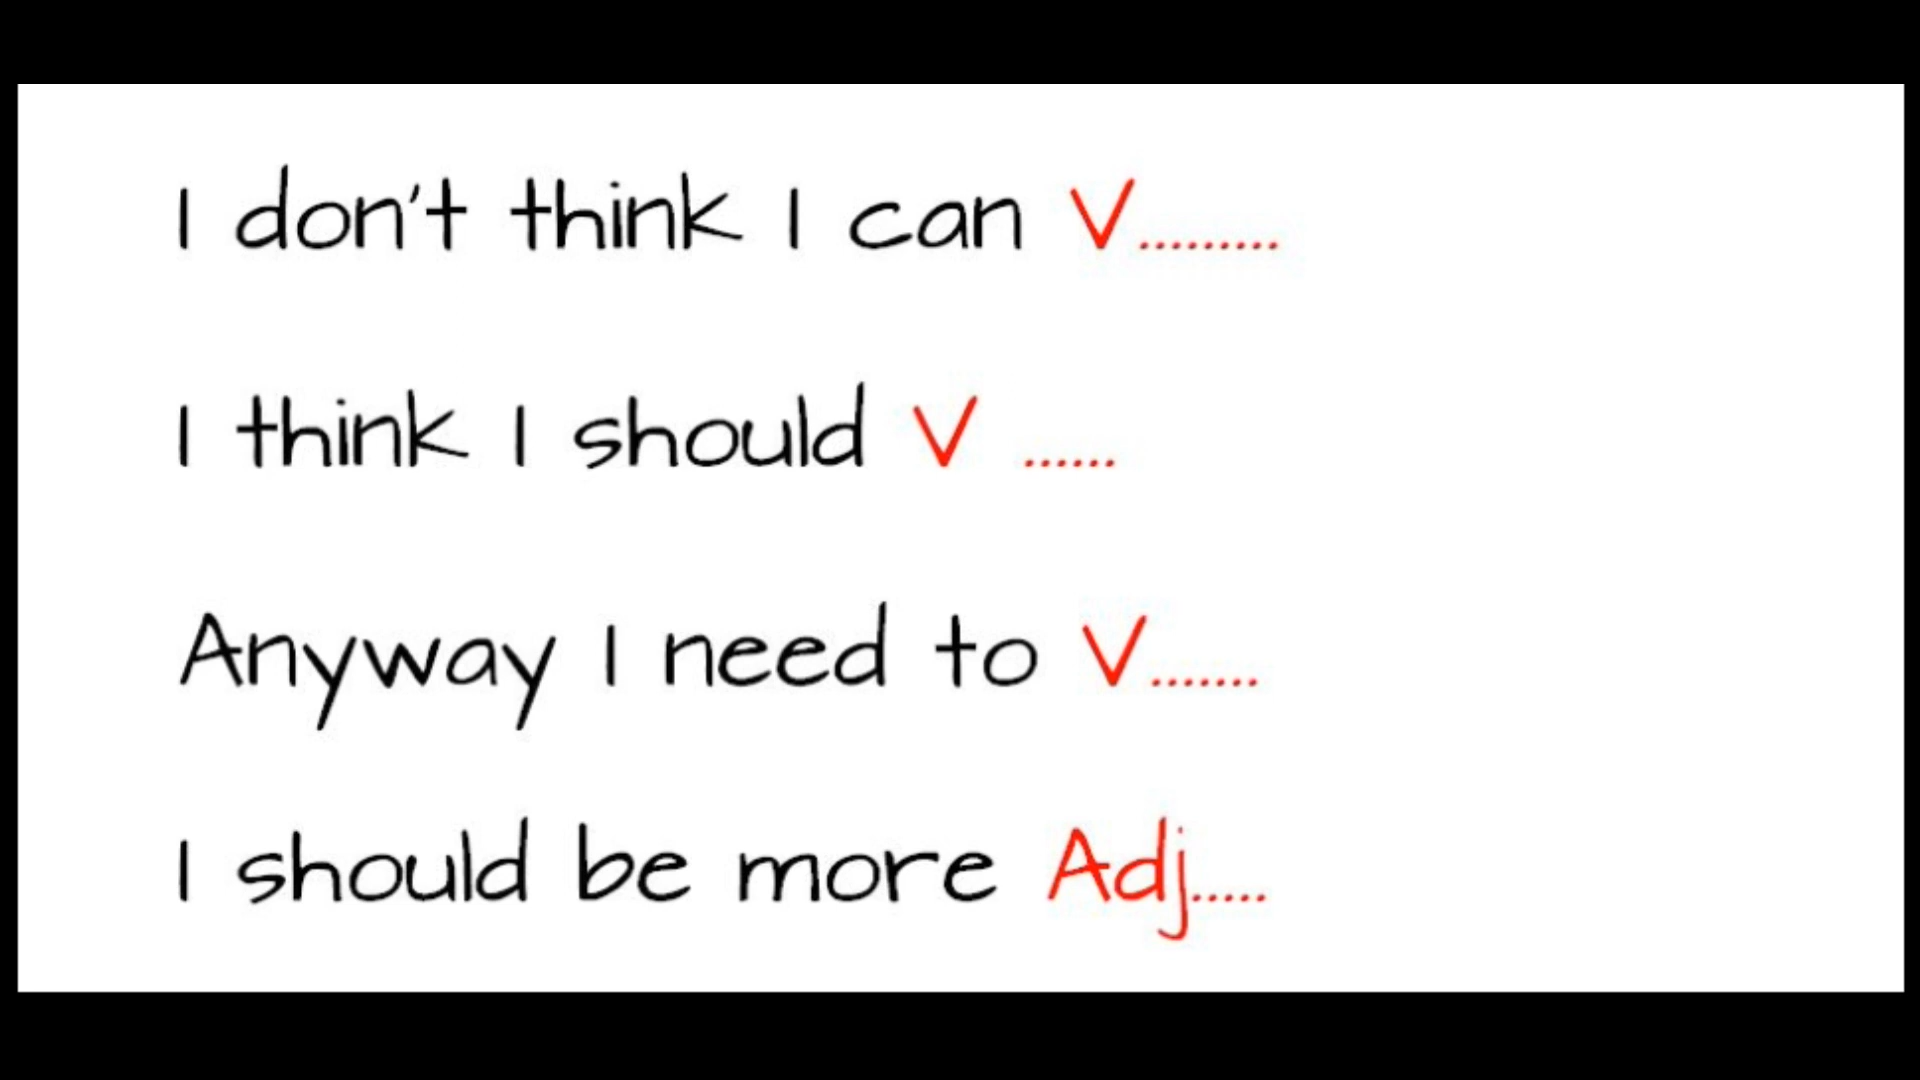 I don't think I can V.........
I think I should V ......
Anyway I need to V.......
I should be more Adj.....